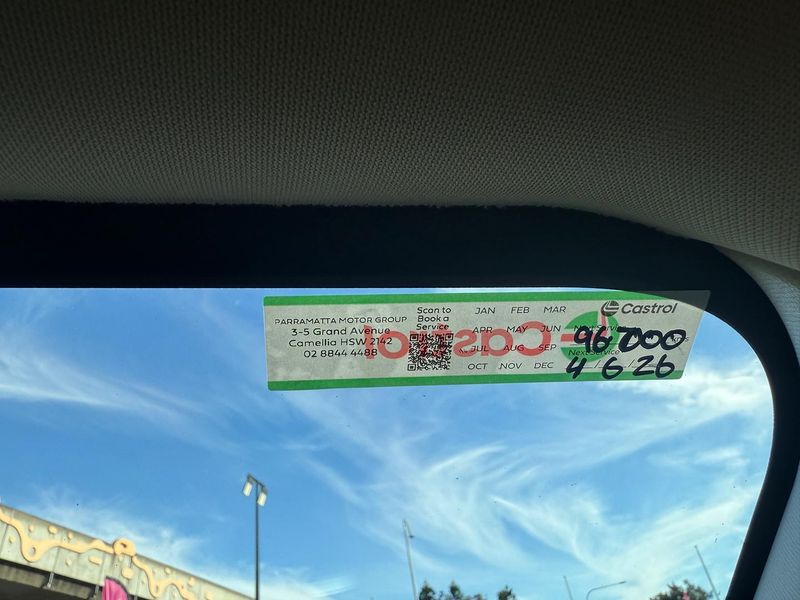 PARRAMATTA MOTOR GROUP
3-5 Grand Avenue
Camellia HSW 2142
02 8844 4488
Scan to
Book a
Service
JAN FEB MAR
APR MAY JUN
JUL AUG SEP
OCT NOV DEC
Castrol
Next Service
96 000
Next Service
4/6/26
Castrol